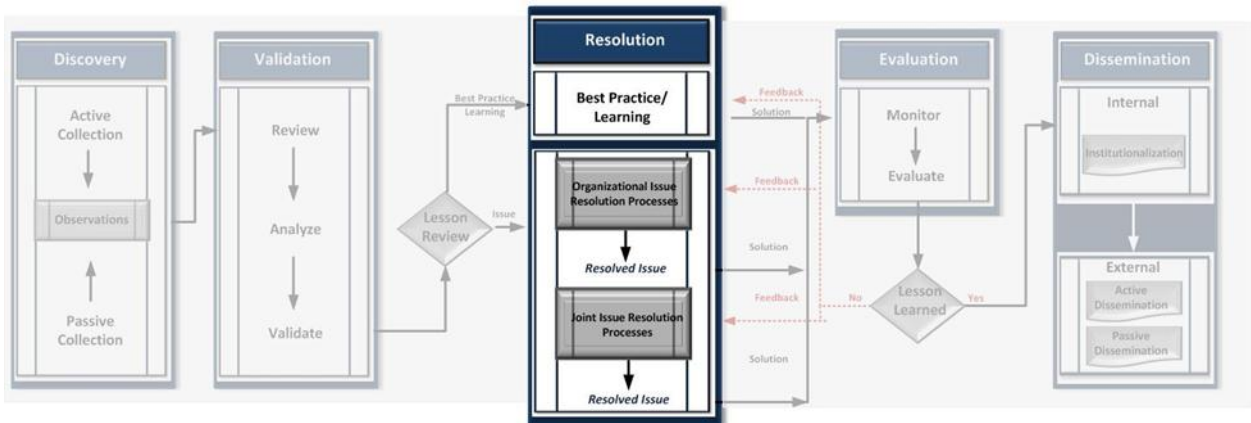 Discovery
Active
Collection
Observations
Passive
Collection
Validation
Review
Analyze
Validate
Best Practice
Learning
Lesson
Review
Issue
Resolution
Best Practice/
Learning
Organizational Issue
Resolution Processes
Resolved Issue
Joint Issue Resolution
Processes
Resolved Issue
Feedback
Solution
Feedback
Solution
Feedback
Solution
Evaluation
Monitor
Evaluate
No
Lesson
Learned
Yes
Dissemination
Internal
Institutionalization
External
Active
Dissemination
Passive
Dissemination